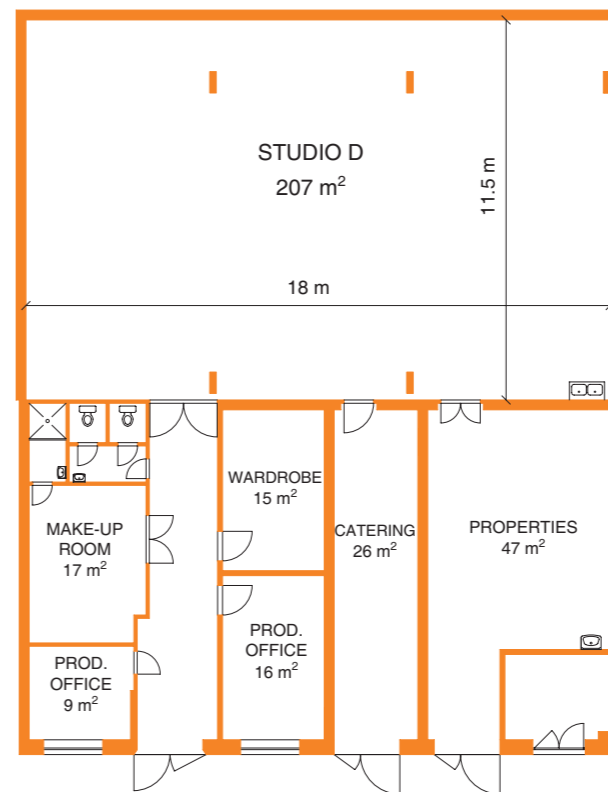 STUDIO D
207 m²
11.5 m
18 m
WARDROBE
15 m²
MAKE-UP
ROOM
17 m²
CATERING
26 m²
PROPERTIES
47 m²
PROD.
OFFICE
16 m²
PROD.
OFFICE
9 m²